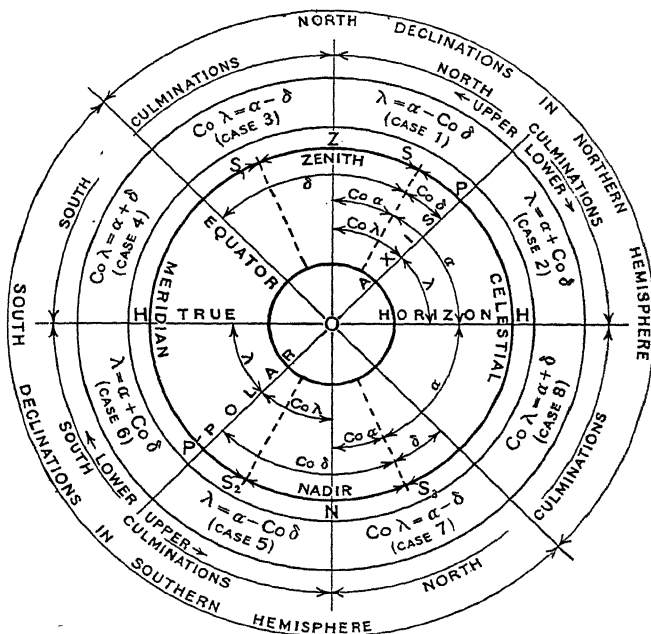 NORTH DECLINATIONS IN NORTHERN HEMISPHERE
SOUTH DECLINATIONS IN SOUTHERN HEMISPHERE
CULMINATIONS
NORTH
CULMINATIONS
← UPPER
LOWER →
SOUTH
Co λ = α − δ
(CASE 3)
λ = α − Co δ
(CASE 1)
Co λ = α + δ
(CASE 4)
λ = α + Co δ
(CASE 2)
Z
ZENITH
S₁
S
P
δ
Co δ
Co α
Co λ
α
λ
EQUATOR
AXIS
MERIDIAN
CELESTIAL
H
TRUE
O
HORIZON
H
λ
α
POLAR
Co λ
Co α
δ
Co δ
P
S₂
NADIR
S₃
N
λ = α + Co δ
(CASE 6)
Co λ = α + δ
(CASE 8)
λ = α − Co δ
(CASE 5)
Co λ = α − δ
(CASE 7)
SOUTH
← LOWER
UPPER →
CULMINATIONS
NORTH
CULMINATIONS